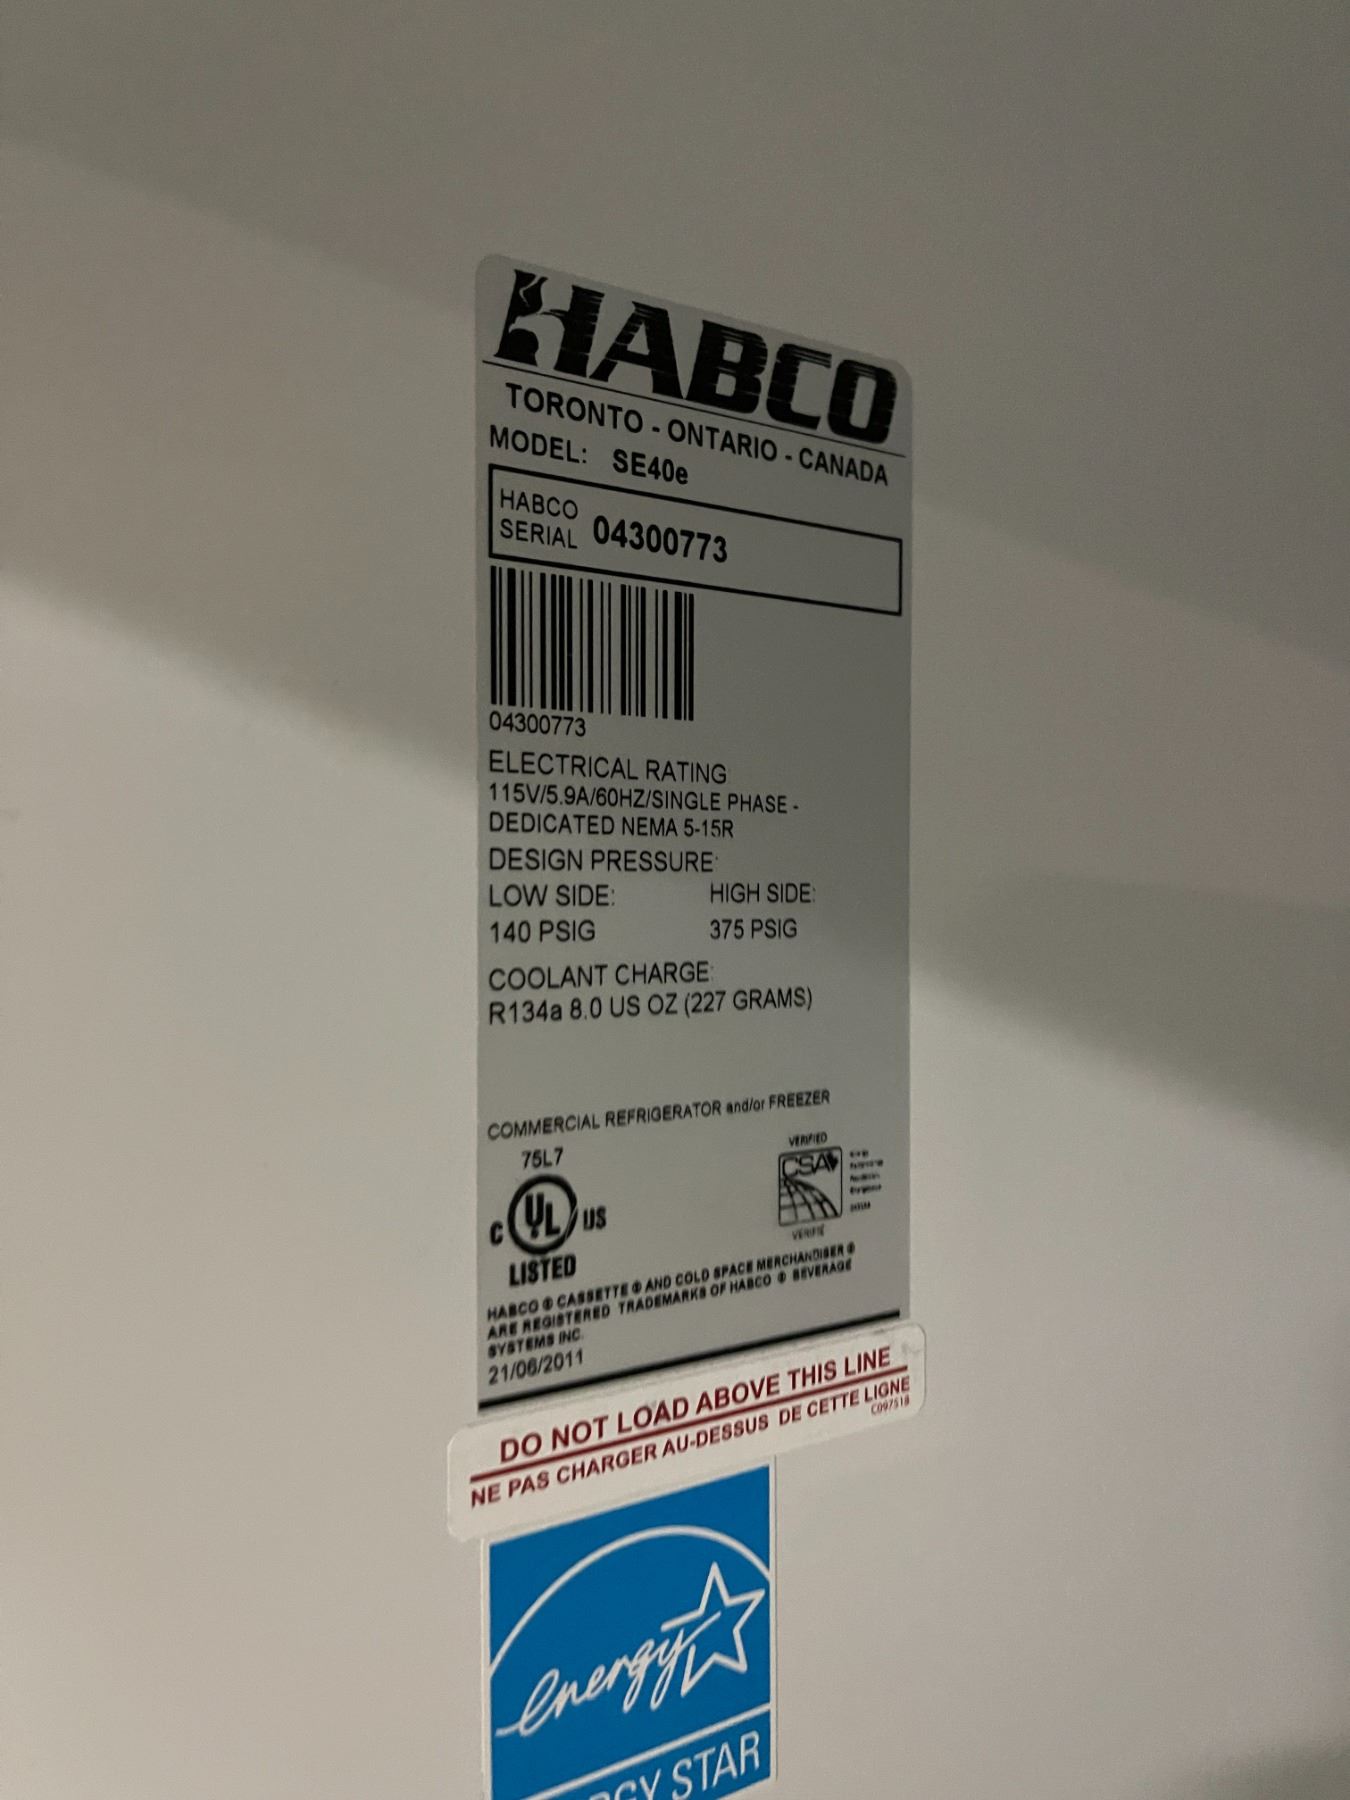 HABCO
TORONTO - ONTARIO - CANADA
MODEL: SE40e
HABCO
SERIAL 04300773
04300773
ELECTRICAL RATING:
115V/5.9A/60HZ/SINGLE PHASE -
DEDICATED NEMA 5-15R
DESIGN PRESSURE:
LOW SIDE: HIGH SIDE:
140 PSIG 375 PSIG
COOLANT CHARGE:
R134a 8.0 US OZ (227 GRAMS)
COMMERCIAL REFRIGERATOR and/or FREEZER
75L7
C UL US
LISTED
VERIFIED
CSA
VERIFIÉ
HABCO ® CASSETTE ® AND COLD SPACE MERCHANDISER ®
ARE REGISTERED TRADEMARKS OF HABCO ® BEVERAGE
SYSTEMS INC.
21/06/2011
DO NOT LOAD ABOVE THIS LINE
NE PAS CHARGER AU-DESSUS DE CETTE LIGNE
C097518
energy
RGY STAR